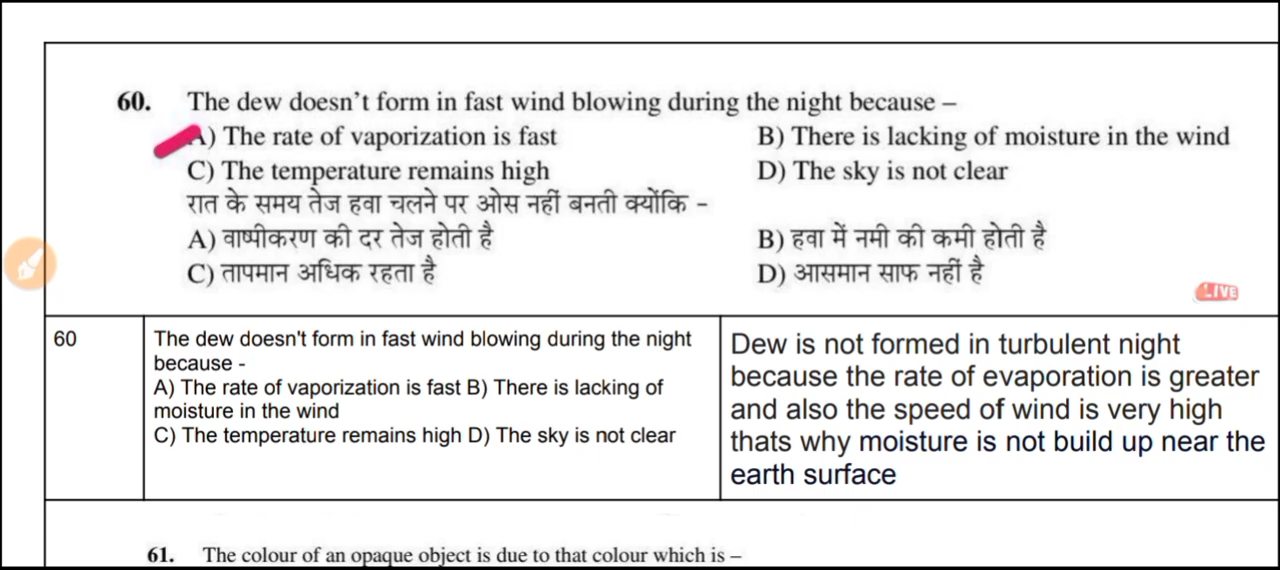 60. The dew doesn't form in fast wind blowing during the night because –
A) The rate of vaporization is fast B) There is lacking of moisture in the wind
C) The temperature remains high D) The sky is not clear
रात के समय तेज हवा चलने पर ओस नहीं बनती क्योंकि -
A) वाष्पीकरण की दर तेज होती है B) हवा में नमी की कमी होती है
C) तापमान अधिक रहता है D) आसमान साफ नहीं है
LIVE
60
The dew doesn't form in fast wind blowing during the night
because -
A) The rate of vaporization is fast B) There is lacking of
moisture in the wind
C) The temperature remains high D) The sky is not clear
Dew is not formed in turbulent night
because the rate of evaporation is greater
and also the speed of wind is very high
thats why moisture is not build up near the
earth surface
61. The colour of an opaque object is due to that colour which is –